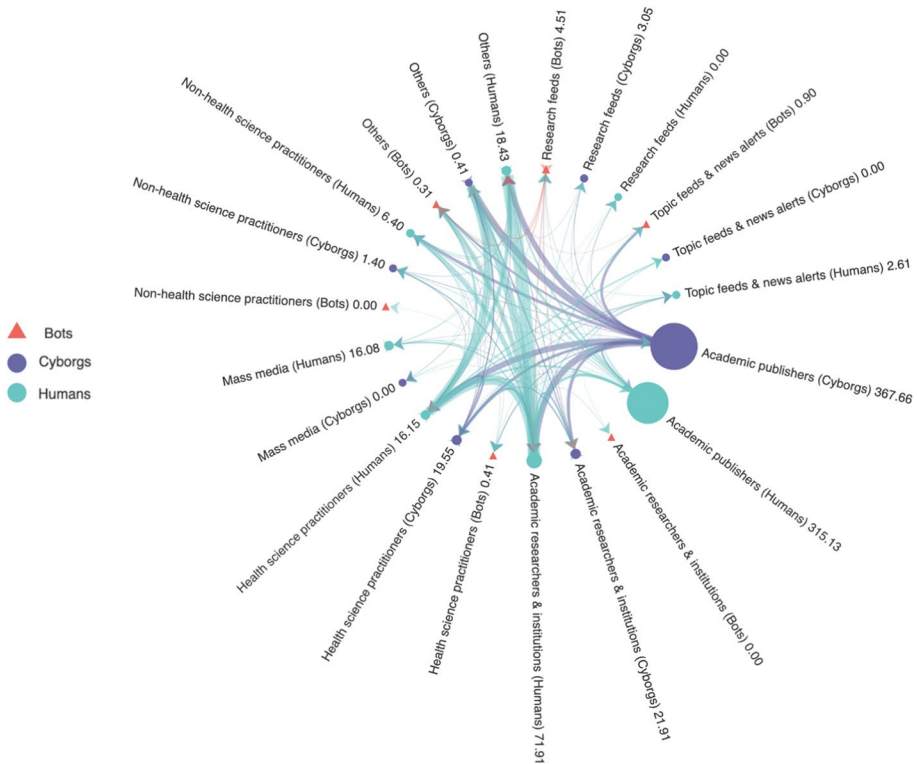 Research feeds (Bots) 4.51
Research feeds (Cyborgs) 3.05
Research feeds (Humans) 0.00
Topic feeds & news alerts (Bots) 0.90
Topic feeds & news alerts (Cyborgs) 0.00
Topic feeds & news alerts (Humans) 2.61
Academic publishers (Cyborgs) 367.66
Academic publishers (Humans) 315.13
Academic researchers & institutions (Bots) 0.00
Academic researchers & institutions (Cyborgs) 21.91
Academic researchers & institutions (Humans) 71.91
Health science practitioners (Bots) 0.41
Health science practitioners (Cyborgs) 19.55
Health science practitioners (Humans) 16.15
Mass media (Cyborgs) 0.00
Mass media (Humans) 16.08
Non-health science practitioners (Bots) 0.00
Non-health science practitioners (Cyborgs) 1.40
Non-health science practitioners (Humans) 6.40
Others (Bots) 0.31
Others (Cyborgs) 0.41
Others (Humans) 18.43
Bots
Cyborgs
Humans